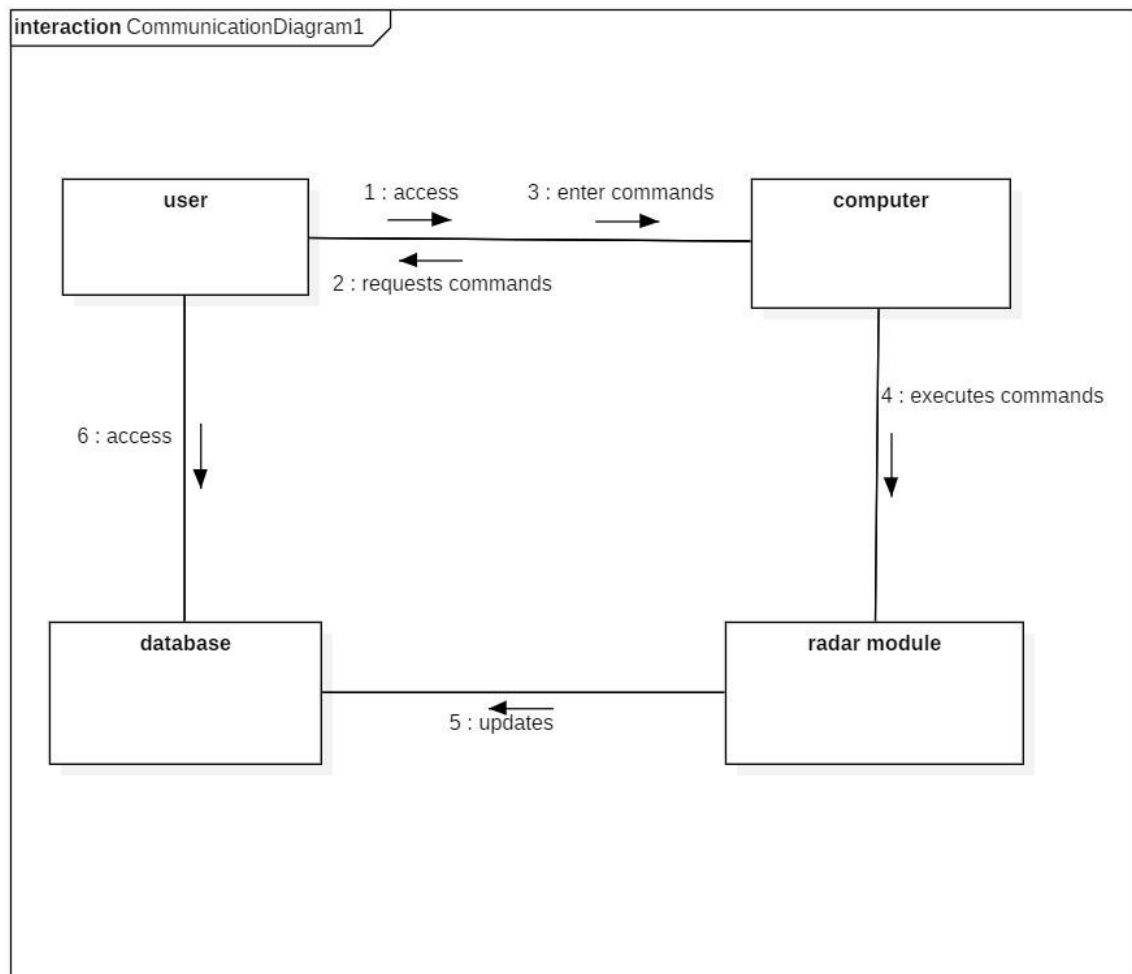 interaction CommunicationDiagram1
user
1 : access
3 : enter commands
computer
2 : requests commands
4 : executes commands
6 : access
database
radar module
5 : updates